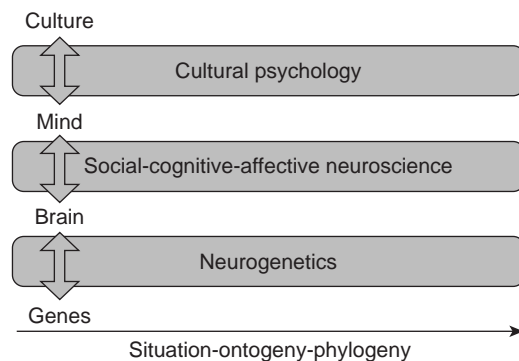 Culture
Cultural psychology
Mind
Social-cognitive-affective neuroscience
Brain
Neurogenetics
Genes
Situation-ontogeny-phylogeny